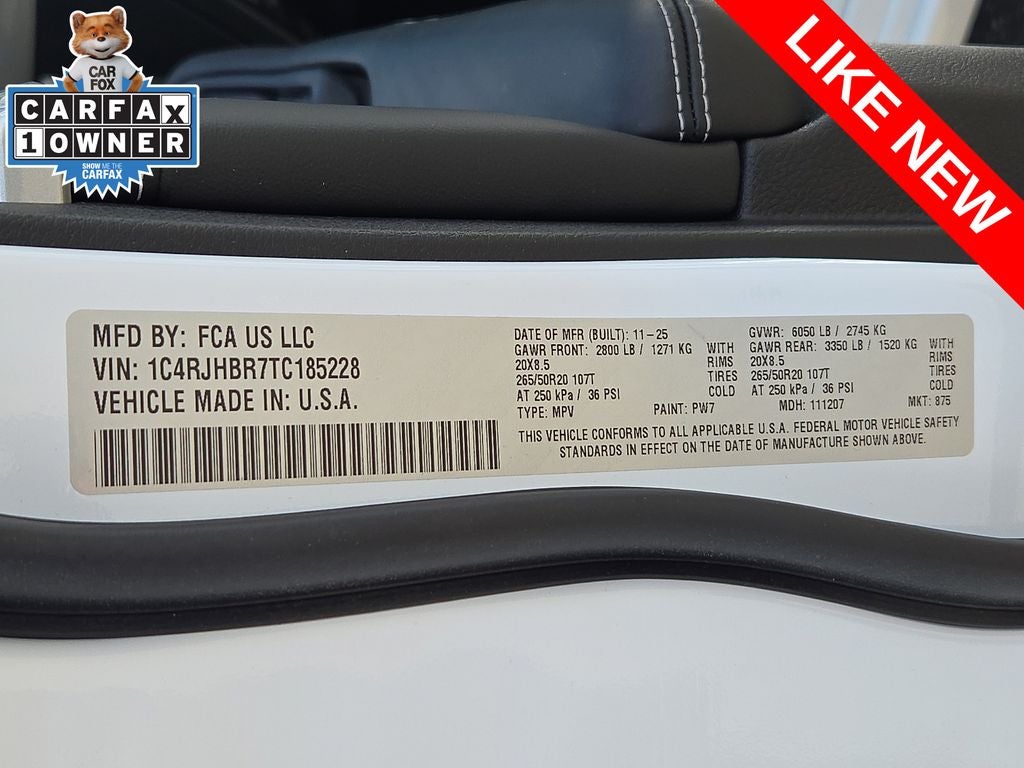 CAR
FOX
CARFAX
1 OWNER
SHOW ME THE
CARFAX
LIKE NEW
MFD BY: FCA US LLC
VIN: 1C4RJHBR7TC185228
VEHICLE MADE IN: U.S.A.
DATE OF MFR (BUILT): 11-25
GAWR FRONT: 2800 LB / 1271 KG WITH
20X8.5 RIMS
265/50R20 107T TIRES
AT 250 kPa / 36 PSI COLD
TYPE: MPV PAINT: PW7
GVWR: 6050 LB / 2745 KG
GAWR REAR: 3350 LB / 1520 KG WITH
20X8.5 RIMS
265/50R20 107T TIRES
AT 250 kPa / 36 PSI COLD
MDH: 111207 MKT: 875
THIS VEHICLE CONFORMS TO ALL APPLICABLE U.S.A. FEDERAL MOTOR VEHICLE SAFETY
STANDARDS IN EFFECT ON THE DATE OF MANUFACTURE SHOWN ABOVE.